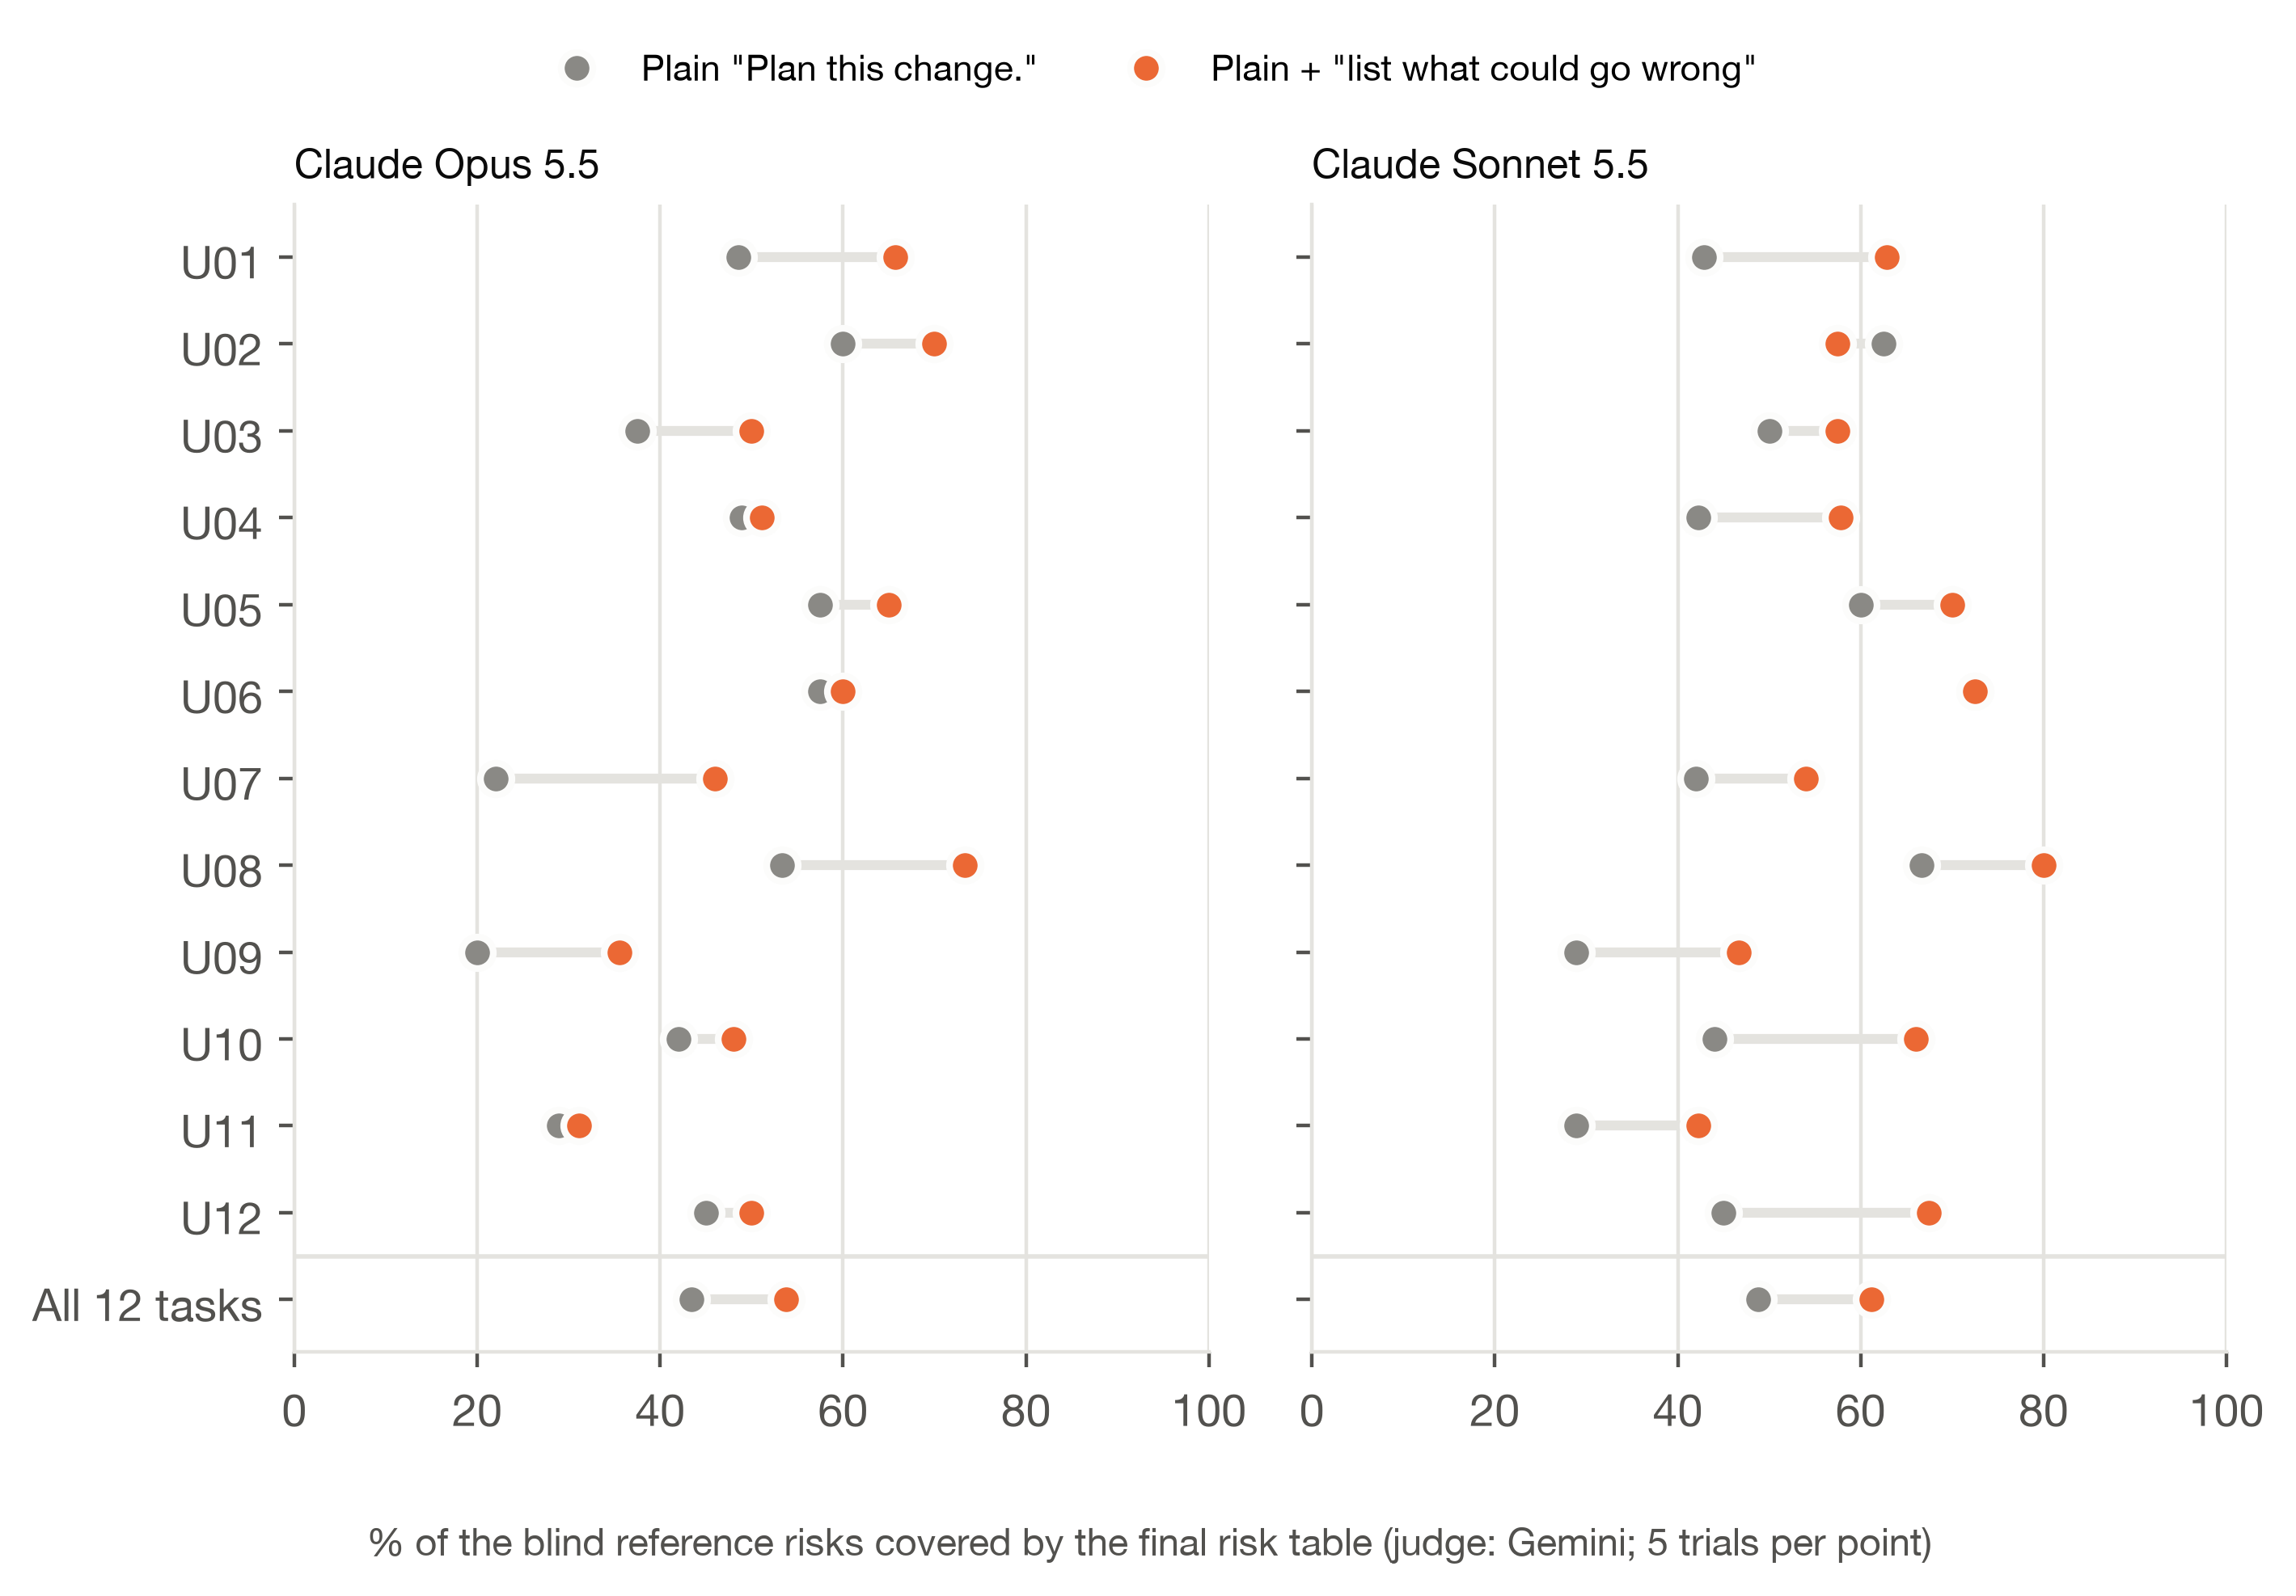 Plain "Plan this change." Plain + "list what could go wrong"
Claude Opus 5.5 Claude Sonnet 5.5
U01
U02
U03
U04
U05
U06
U07
U08
U09
U10
U11
U12
All 12 tasks
0 20 40 60 80 100 0 20 40 60 80 100
% of the blind reference risks covered by the final risk table (judge: Gemini; 5 trials per point)